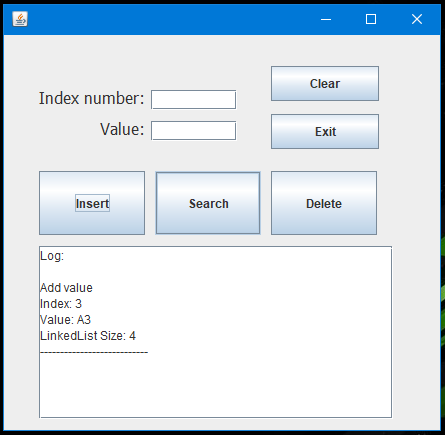 Index number:
Value:
Clear
Exit
Insert
Search
Delete
Log:
Add value
Index: 3
Value: A3
LinkedList Size: 4
---------------------------